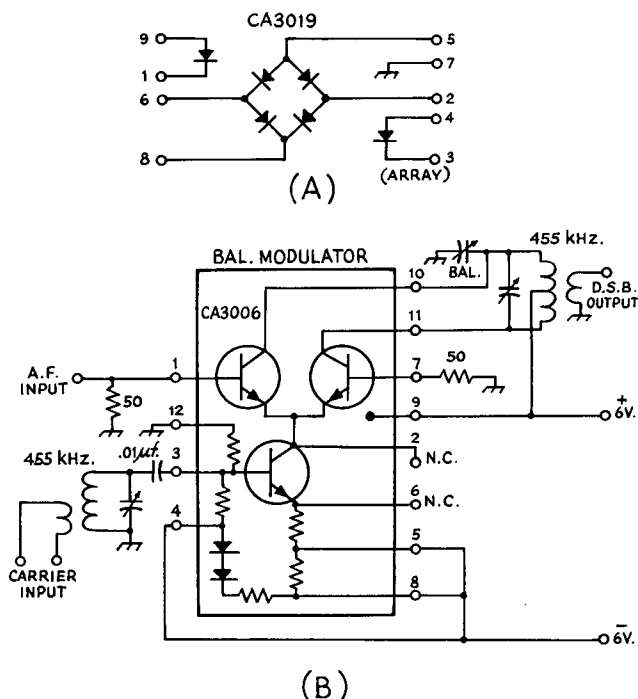 CA3019
9
1
6
8
5
7
2
4
3
(ARRAY)
(A)
BAL. MODULATOR
CA3006
A.F.
INPUT
50
1
12
.01µf.
3
4
455 kHz.
CARRIER
INPUT
10
BAL.
455 kHz.
D.S.B.
OUTPUT
11
7
50
9
+
6V.
2
N.C.
6
N.C.
5
8
–
6V.
(B)